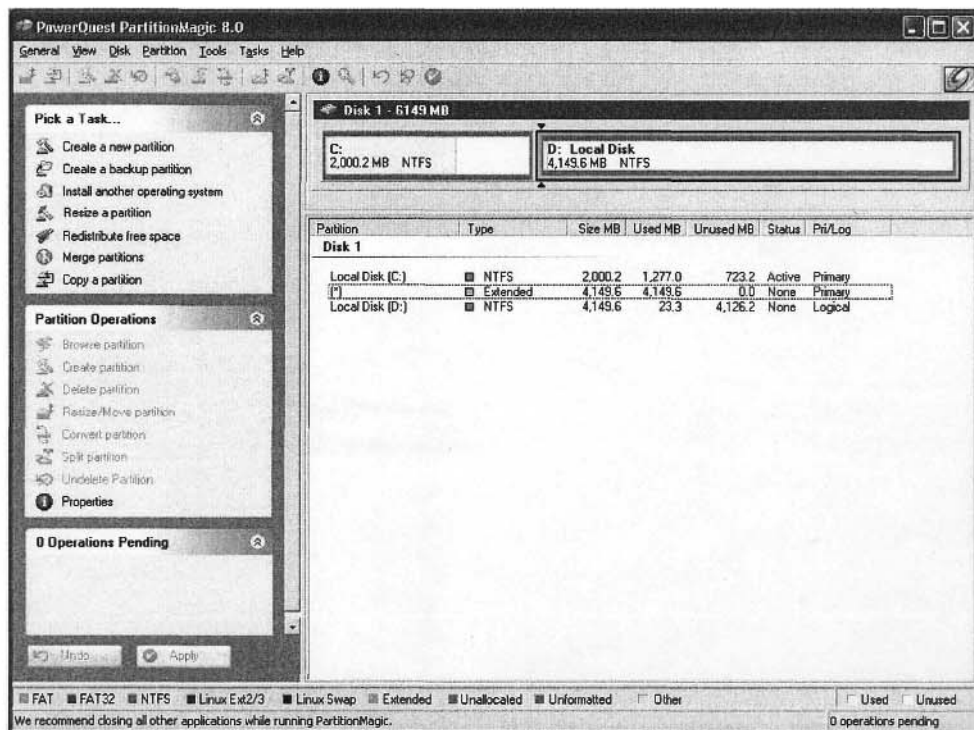 PowerQuest PartitionMagic 8.0
General View Disk Partition Tools Tasks Help
Pick a Task...
Create a new partition
Create a backup partition
Install another operating system
Resize a partition
Redistribute free space
Merge partitions
Copy a partition
Partition Operations
Browse partition
Create partition
Delete partition
Resize/Move partition
Convert partition
Split partition
Undelete Partition
Properties
0 Operations Pending
Undo
Apply
Disk 1 - 6149 MB
C:
2,000.2 MB NTFS
D: Local Disk
4,149.6 MB NTFS
Partition Type Size MB Used MB Unused MB Status Pri/Log
Disk 1
Local Disk (C:) NTFS 2,000.2 1,277.0 723.2 Active Primary
(*) Extended 4,149.6 4,149.6 0.0 None Primary
Local Disk (D:) NTFS 4,149.6 23.3 4,126.2 None Logical
FAT FAT32 NTFS Linux Ext2/3 Linux Swap Extended Unallocated Unformatted Other Used Unused
We recommend closing all other applications while running PartitionMagic. 0 operations pending